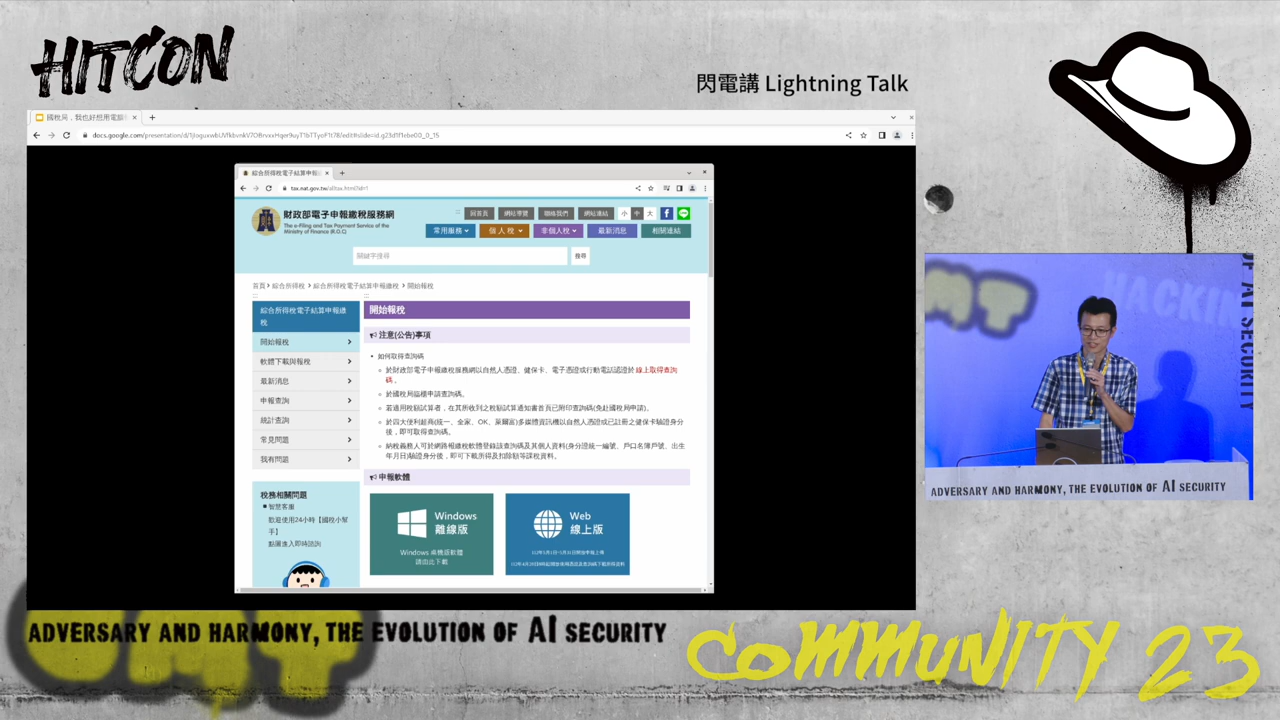 HITCON
閃電講 Lightning Talk
國稅局，我也好想用電腦
docs.google.com/presentation/d/
綜合所得稅電子結算申報
tax.nat.gov.tw/alltax.html?id=1
財政部電子申報繳稅服務網
The e-Filing and Tax Payment Service of the
Ministry of Finance (R.O.C)
回首頁 網站導覽 聯絡我們 網站連結 小 中 大
常用服務 個人稅 非個人稅 最新消息 相關連結
關鍵字搜尋 搜尋
首頁 綜合所得稅 綜合所得稅電子結算申報繳稅 開始報稅
綜合所得稅電子結算申報繳
稅
開始報稅
軟體下載與報稅
最新消息
申報查詢
統計查詢
常見問題
我有問題
稅務相關問題
智慧客服
歡迎使用24小時【國稅小幫
手】
點圖進入即時諮詢
開始報稅
注意(公告)事項
如何取得查詢碼
於財政部電子申報繳稅服務網以自然人憑證、健保卡、電子憑證或行動電話認證於 線上取得查詢
碼 。
於國稅局臨櫃申請查詢碼。
若適用稅額試算者，在其所收到之稅額試算通知書首頁已附印查詢碼(免赴國稅局申請)。
於四大便利超商(統一、全家、OK、萊爾富)多媒體資訊機以自然人憑證或已註冊之健保卡驗證身分
後，即可取得查詢碼。
納稅義務人可於網路報繳稅軟體登錄該查詢碼及其個人資料(身分證統一編號、戶口名簿戶號、出生
年月日)驗證身分後，即可下載所得及扣除額等課稅資料。
申報軟體
Windows
離線版
Windows 桌機版軟體
請由此下載
Web
線上版
HACKIN
OF AI SECURITY
ADVERSARY AND HARMONY, THE EVOLUTION OF AI SECURITY
ADVERSARY AND HARMONY, THE EVOLUTION OF AI SECURITY
COMMUNITY 23